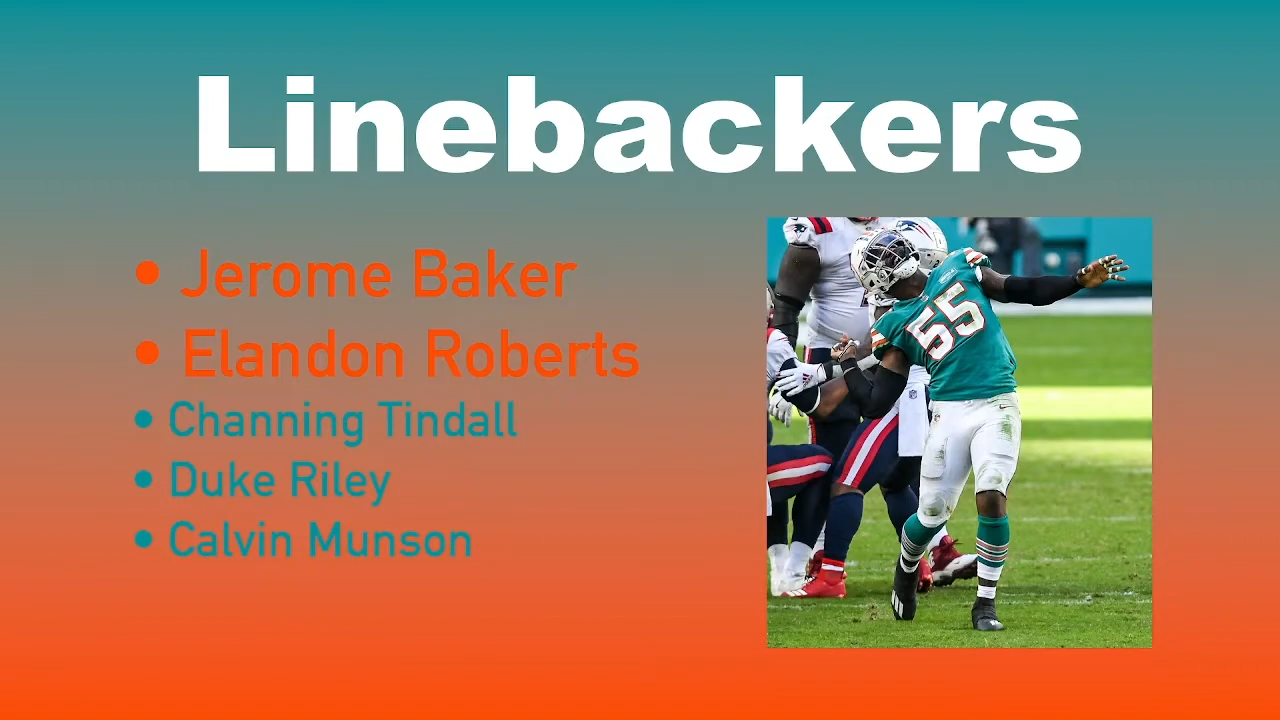 Linebackers
• Jerome Baker
• Elandon Roberts
• Channing Tindall
• Duke Riley
• Calvin Munson
55